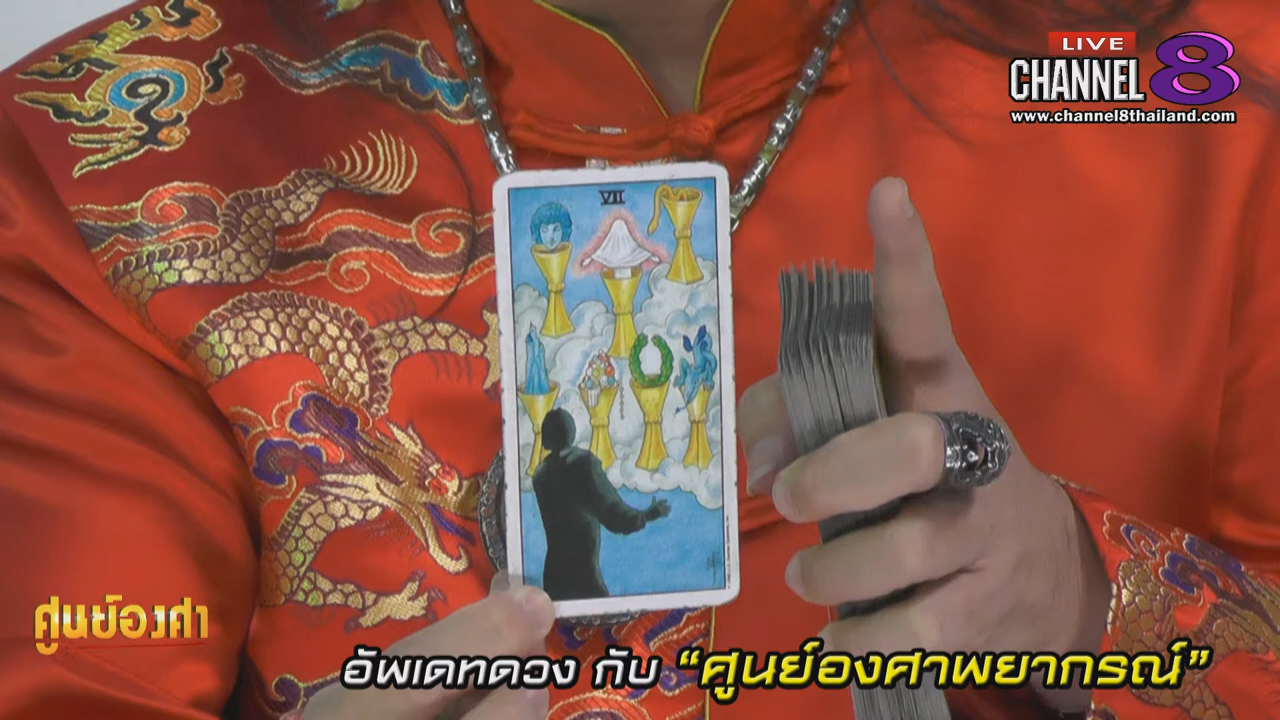 LIVE
CHANNEL 8
www.channel8thailand.com
VII
ศูนย์องศา
อัพเดทดวง กับ “ศูนย์องศาพยากรณ์”